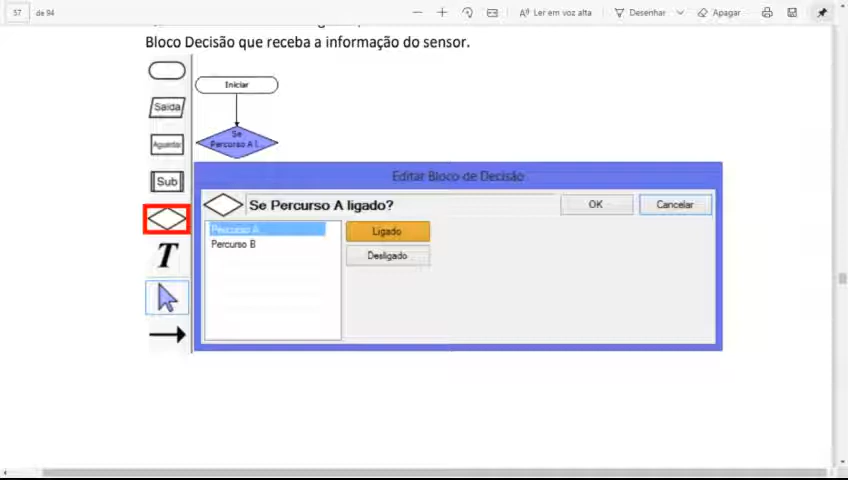 57 de 94
Ler em voz alta
Desenhar
Apagar
Bloco Decisão que receba a informação do sensor.
Iniciar
Saída
Se
Percurso A l...
Aguardar
Editar Bloco de Decisão
Sub
Se Percurso A ligado?
OK
Cancelar
Percurso A
Ligado
Percurso B
Desligado
T